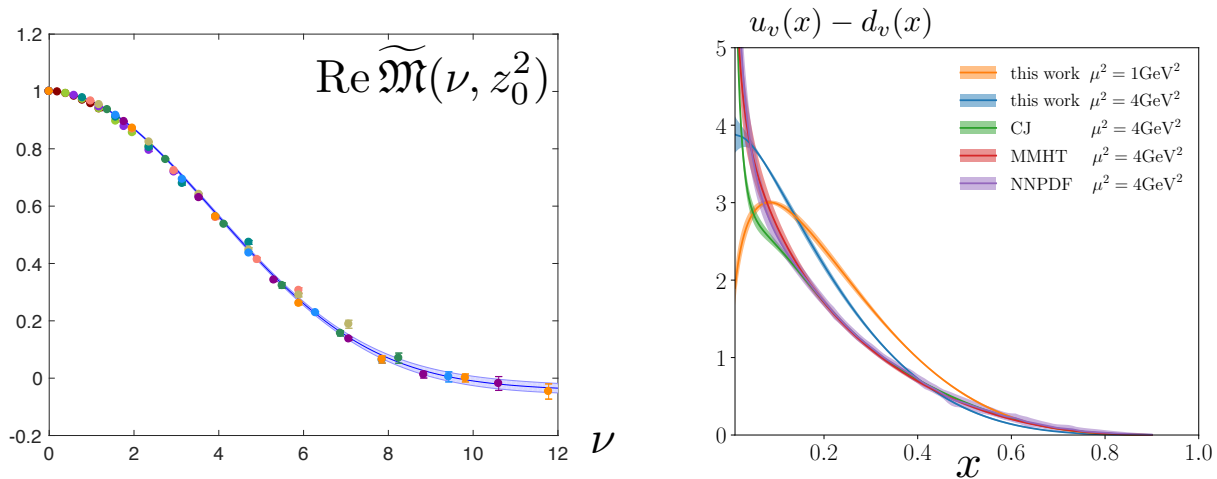 Re 𝔐̃(ν, z₀²)
1.2
1
0.8
0.6
0.4
0.2
0
-0.2
0 2 4 6 8 10 12
ν
u_v(x) − d_v(x)
5
4
3
2
1
0
this work μ² = 1GeV²
this work μ² = 4GeV²
CJ μ² = 4GeV²
MMHT μ² = 4GeV²
NNPDF μ² = 4GeV²
0.2 0.4 0.6 0.8 1.0
x